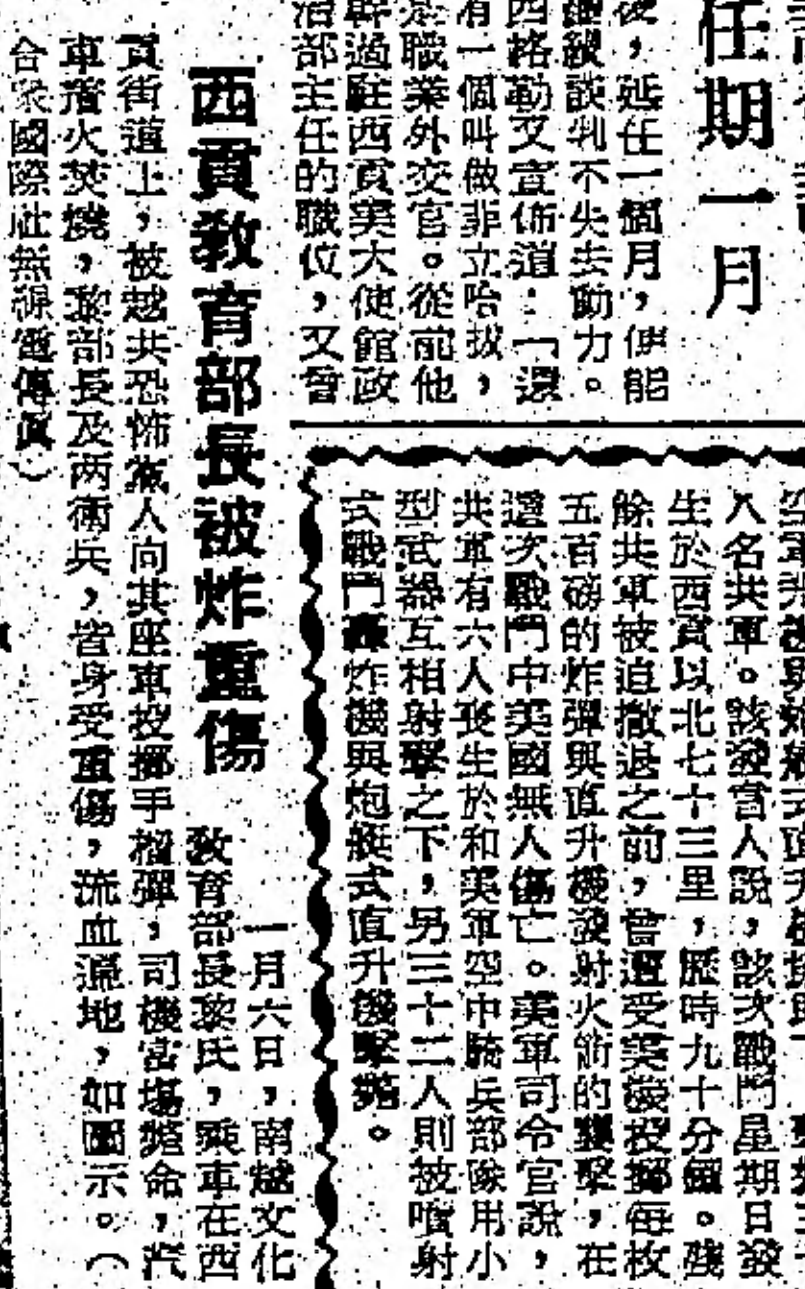 任期一月
後，延任一個月，俾能
繼續談判不失去動力。
西路勒又宣佈道：「還
有一個叫做菲立哈拔，
是職業外交官。從前他
幹過駐西貢美大使館政
治部主任的職位，又曾
八名共軍。該發言人說，該次戰鬥星期日發
生於西貢以北七十三里，歷時九十分鐘。殘
餘共軍被迫撤退之前，曾遭受美機投擲每枚
五百磅的炸彈與直升機發射火箭的襲擊，在
這次戰鬥中美國無人傷亡。美軍司令官說，
共軍有六人喪生於和美軍空中騎兵部隊用小
型武器互相射擊之下，另三十二人則被噴射
式戰鬥轟炸機與炮艇式直升機擊斃。
西貢教育部長被炸重傷
一月六日，南越文化
教育部長黎氏，乘車在西
貢街道上，被越共恐怖黨人向其座車投擲手榴彈，司機當場斃命，汽
車着火焚燒，黎部長及两衛兵，皆身受重傷，流血遍地，如圖示。（
合眾國際社無線電傳真）